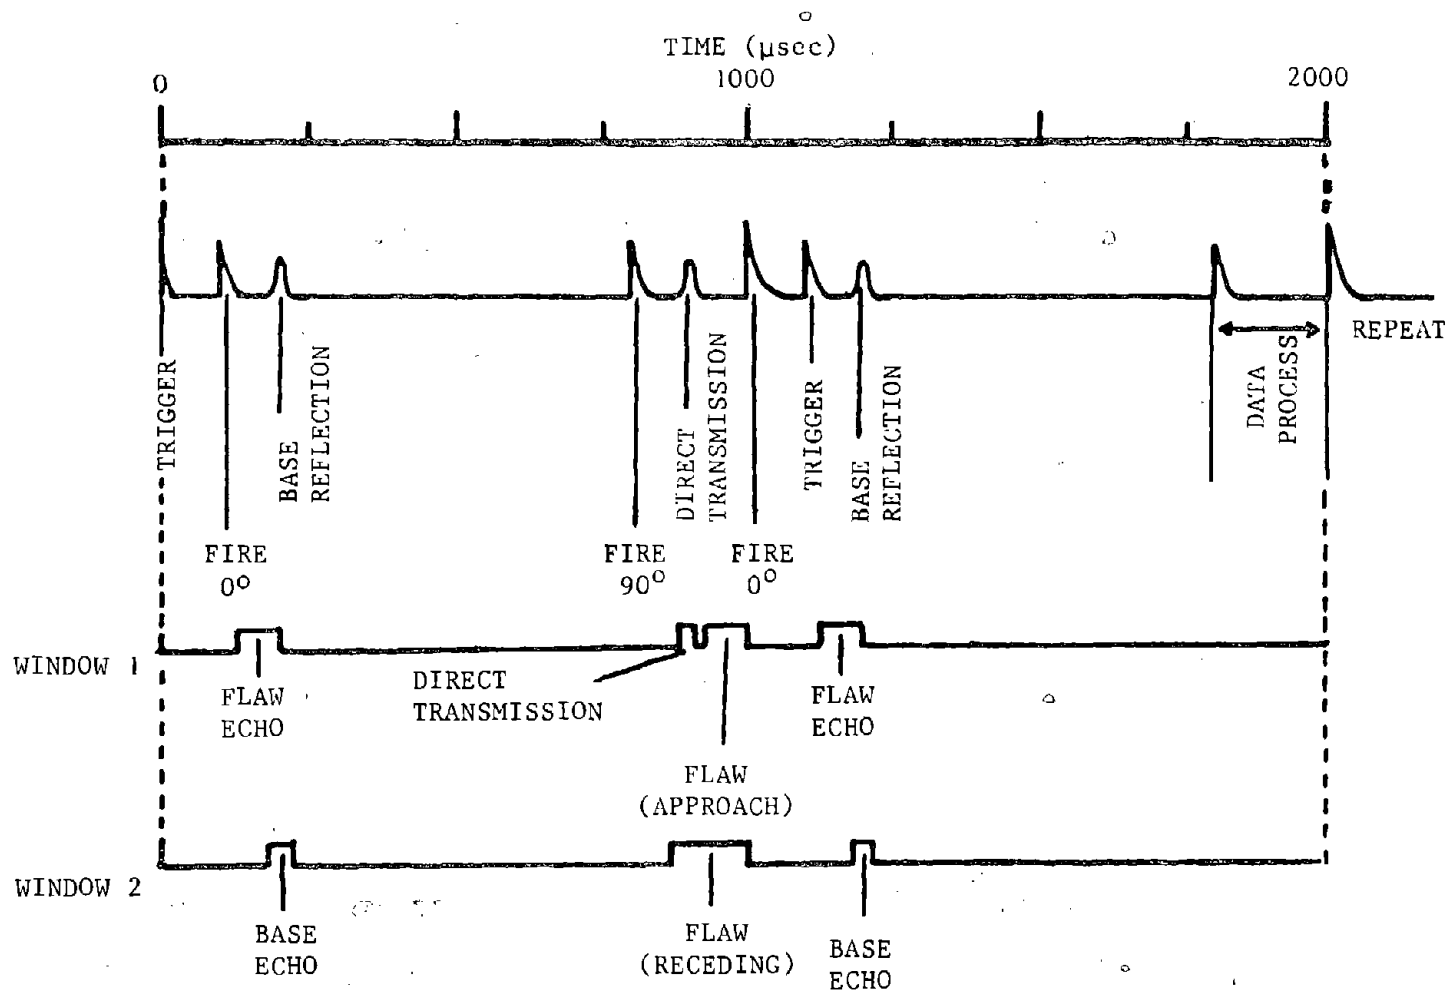 TIME (µsec)
0
1000
2000
REPEAT
TRIGGER
BASE
REFLECTION
DIRECT
TRANSMISSION
TRIGGER
BASE
REFLECTION
DATA
PROCESS
FIRE
0°
FIRE
90°
FIRE
0°
WINDOW 1
FLAW
ECHO
DIRECT
TRANSMISSION
FLAW
(APPROACH)
FLAW
ECHO
WINDOW 2
BASE
ECHO
FLAW
(RECEDING)
BASE
ECHO